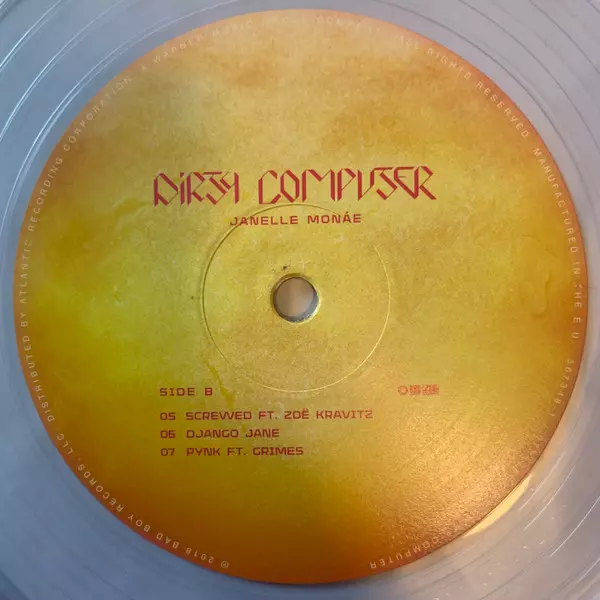 DIRTY COMPUTER
JANELLE MONÁE
SIDE B
05 SCREWED FT. ZOË KRAVITZ
06 DJANGO JANE
07 PYNK FT. GRIMES
℗ 2018 BAD BOY RECORDS, LLC. DISTRIBUTED BY ATLANTIC RECORDING CORPORATION. A WARNER MUSIC GROUP COMPANY. ALL RIGHTS RESERVED. MANUFACTURED IN THE E.U.
COMPUTER